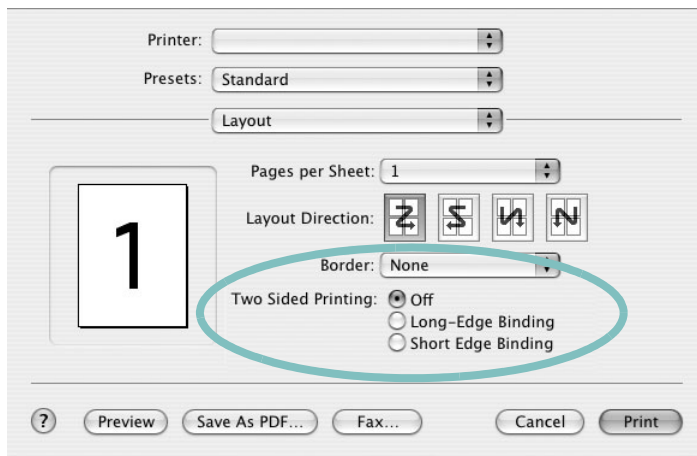 Printer:
Presets: Standard
Layout
Pages per Sheet: 1
Layout Direction:
1
Border: None
Two Sided Printing: Off
Long-Edge Binding
Short Edge Binding
? Preview Save As PDF... Fax... Cancel Print